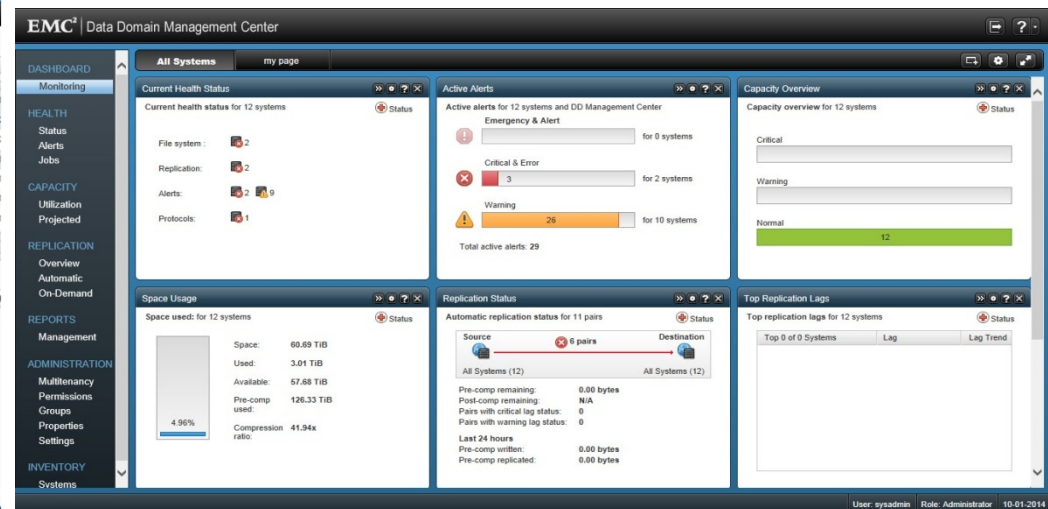 EMC² | Data Domain Management Center
?
DASHBOARD
Monitoring
HEALTH
Status
Alerts
Jobs
CAPACITY
Utilization
Projected
REPLICATION
Overview
Automatic
On-Demand
REPORTS
Management
ADMINISTRATION
Multitenancy
Permissions
Groups
Properties
Settings
INVENTORY
Systems
All Systems my page
Current Health Status
Current health status for 12 systems Status
File system : 2
Replication: 2
Alerts: 2 9
Protocols: 1
Active Alerts
Active alerts for 12 systems and DD Management Center
Emergency & Alert
for 0 systems
Critical & Error
3 for 2 systems
Warning
26 for 10 systems
Total active alerts: 29
Capacity Overview
Capacity overview for 12 systems Status
Critical
Warning
Normal
12
Space Usage
Space used: for 12 systems Status
Space: 60.69 TiB
Used: 3.01 TiB
Available: 57.68 TiB
Pre-comp used: 126.33 TiB
Compression ratio: 41.94x
4.96%
Replication Status
Automatic replication status for 11 pairs Status
Source 6 pairs Destination
All Systems (12) All Systems (12)
Pre-comp remaining: 0.00 bytes
Post-comp remaining: N/A
Pairs with critical lag status: 0
Pairs with warning lag status: 0
Last 24 hours
Pre-comp written: 0.00 bytes
Pre-comp replicated: 0.00 bytes
Top Replication Lags
Top replication lags for 12 systems Status
Top 0 of 0 Systems Lag Lag Trend
User: sysadmin Role: Administrator 10-01-2014